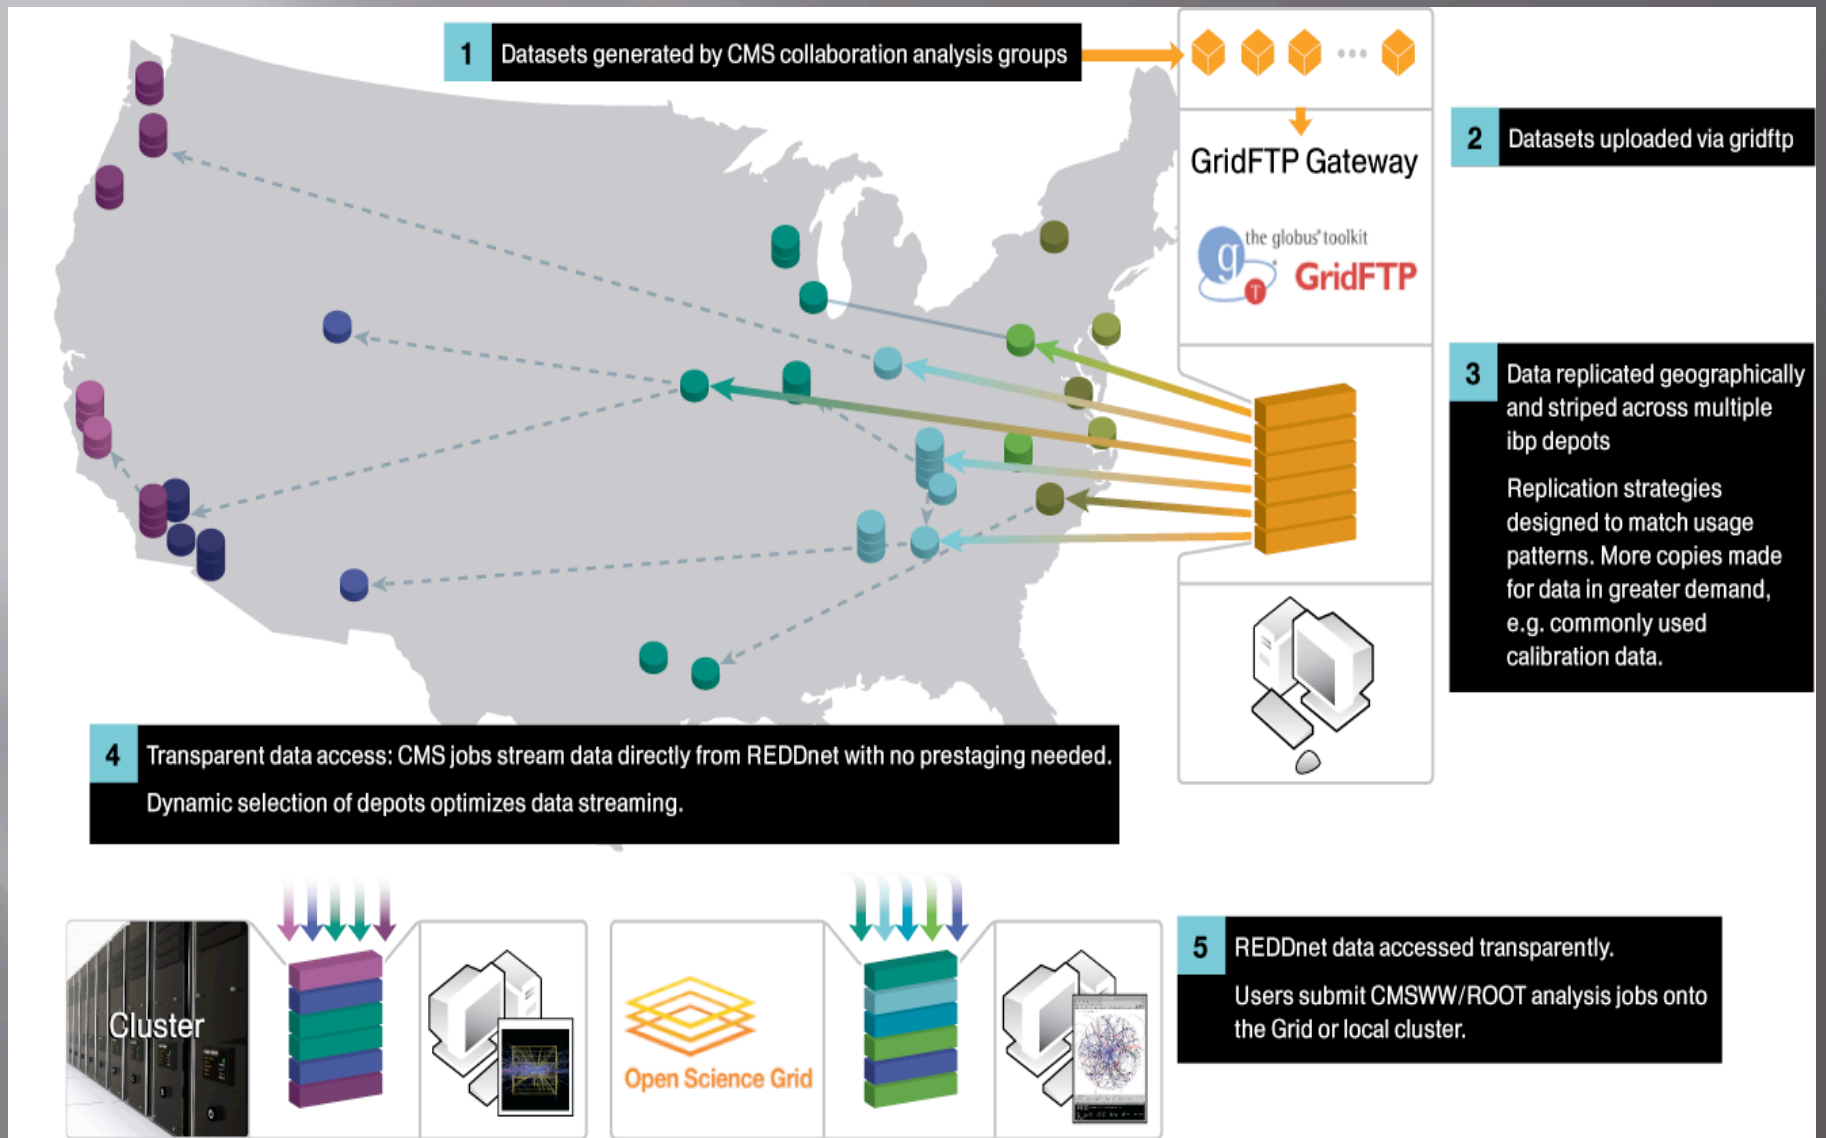 1
Datasets generated by CMS collaboration analysis groups
2
Datasets uploaded via gridftp
GridFTP Gateway
g
the globus® toolkit
T
GridFTP
3
Data replicated geographically
and striped across multiple
ibp depots
Replication strategies
designed to match usage
patterns. More copies made
for data in greater demand,
e.g. commonly used
calibration data.
4
Transparent data access: CMS jobs stream data directly from REDDnet with no prestaging needed.
Dynamic selection of depots optimizes data streaming.
Cluster
Open Science Grid
5
REDDnet data accessed transparently.
Users submit CMSWW/ROOT analysis jobs onto
the Grid or local cluster.